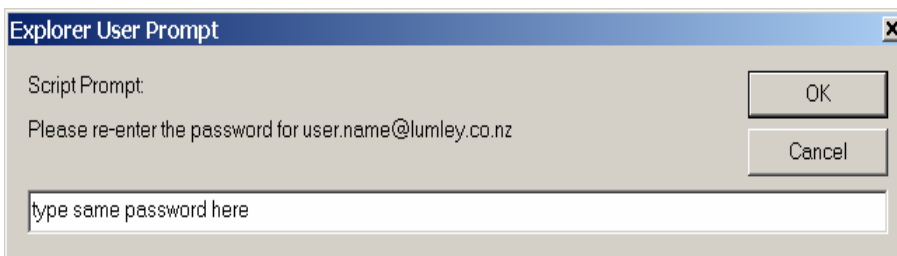 Explorer User Prompt
Script Prompt:
OK
Please re-enter the password for user.name@lumley.co.nz
Cancel
type same password here